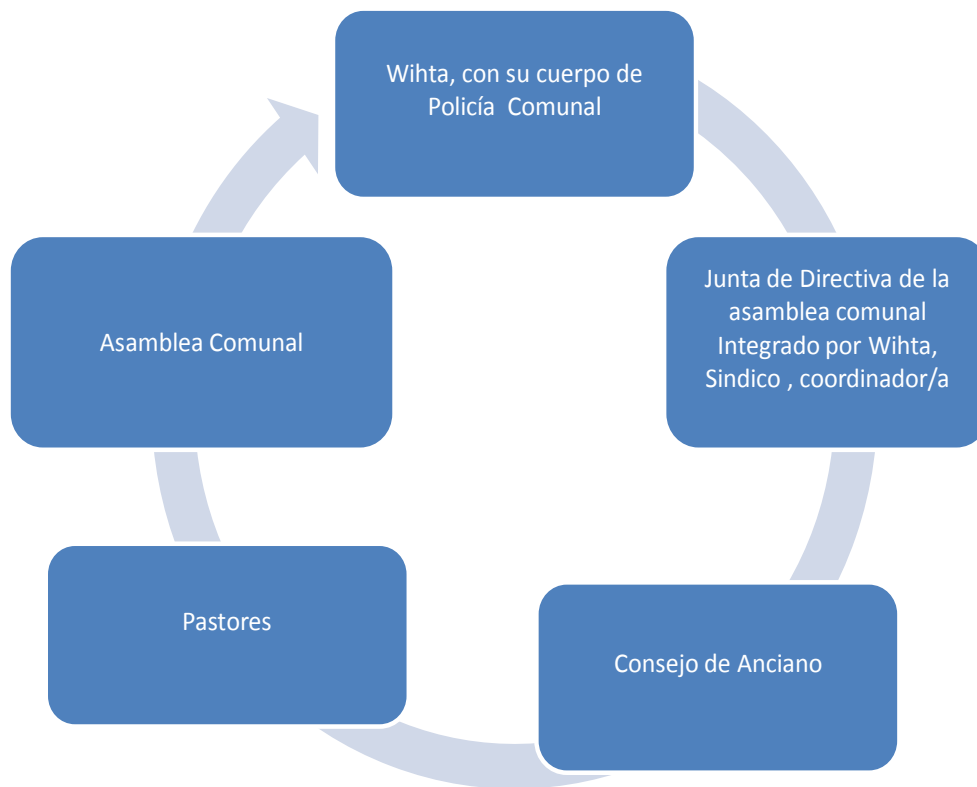 Wihta, con su cuerpo de
Policía Comunal
Junta de Directiva de la
asamblea comunal
Integrado por Wihta,
Sindico , coordinador/a
Consejo de Anciano
Pastores
Asamblea Comunal